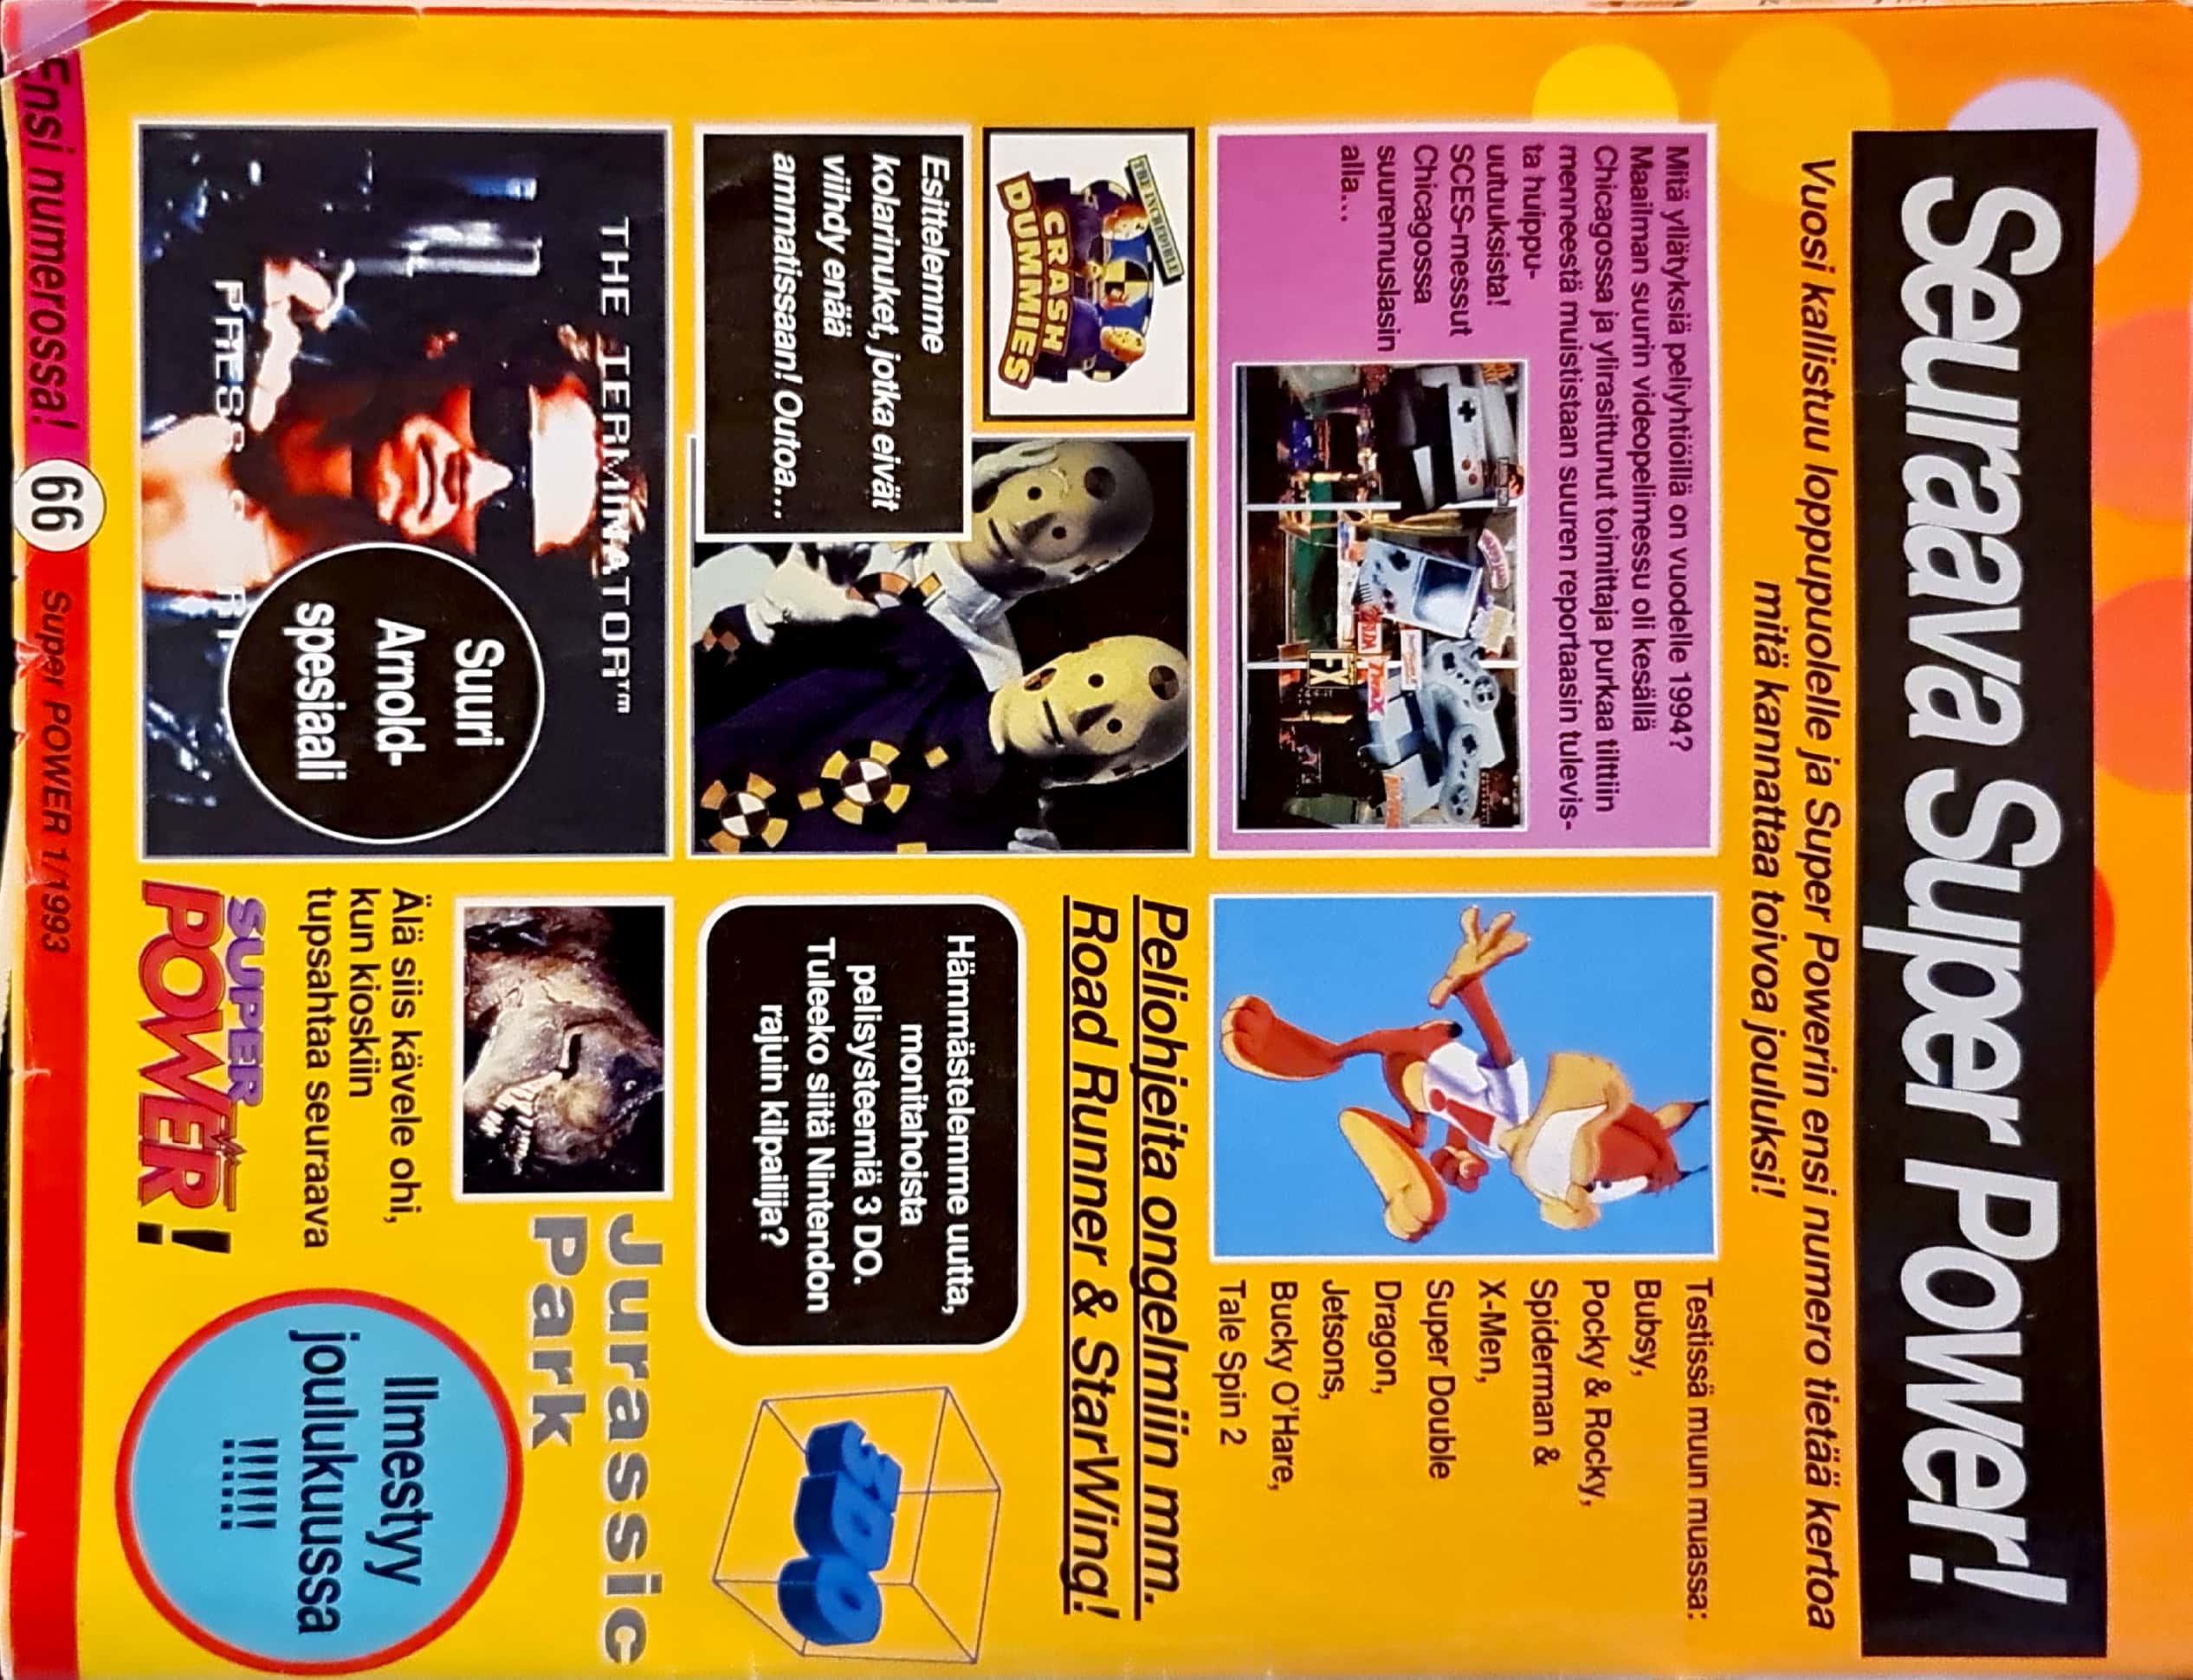 Seuraava Super Power!
Vuosi kallistuu loppupuolelle ja Super Powerin ensi numero tietää kertoa
mitä kannattaa toivoa jouluksi!
Mitä yllätyksiä peliyhtiöillä on vuodelle 1994?
Maailman suurin videopelimessu oli kesällä
Chicagossa ja ylirasittunut toimittaja purkaa tilttiin
menneestä muististaan suuren reportaasin tulevis-
ta huippu-
uutuuksista!
SCES-messut
Chicagossa
suurennuslasin
alla...
FX
Testissä muun muassa:
Bubsy,
Pocky & Rocky,
Spiderman &
X-Men,
Super Double
Dragon,
Jetsons,
Bucky O'Hare,
Tale Spin 2
THE INCREDIBLE
CRASH
DUMMIES
Esittelemme
kolarinuket, jotka eivät
viihdy enää
ammatissaan! Outoa...
Peliohjeita ongelmiin mm.
Road Runner & StarWing!
Hämmästelemme uutta,
monitahoista
pelisysteemiä 3 DO.
Tuleeko siitä Nintendon
rajuin kilpailija?
3DO
THE TERMINATOR™
Suuri
Arnold-
spesiaali
PRESS
Jurassic
Park
Älä siis kävele ohi,
kun kioskiin
tupsahtaa seuraava
SUPER
POWER!
Ilmestyy
joulukuussa
!!!!!!
Ensi numerossa! 66 Super POWER 1/1993